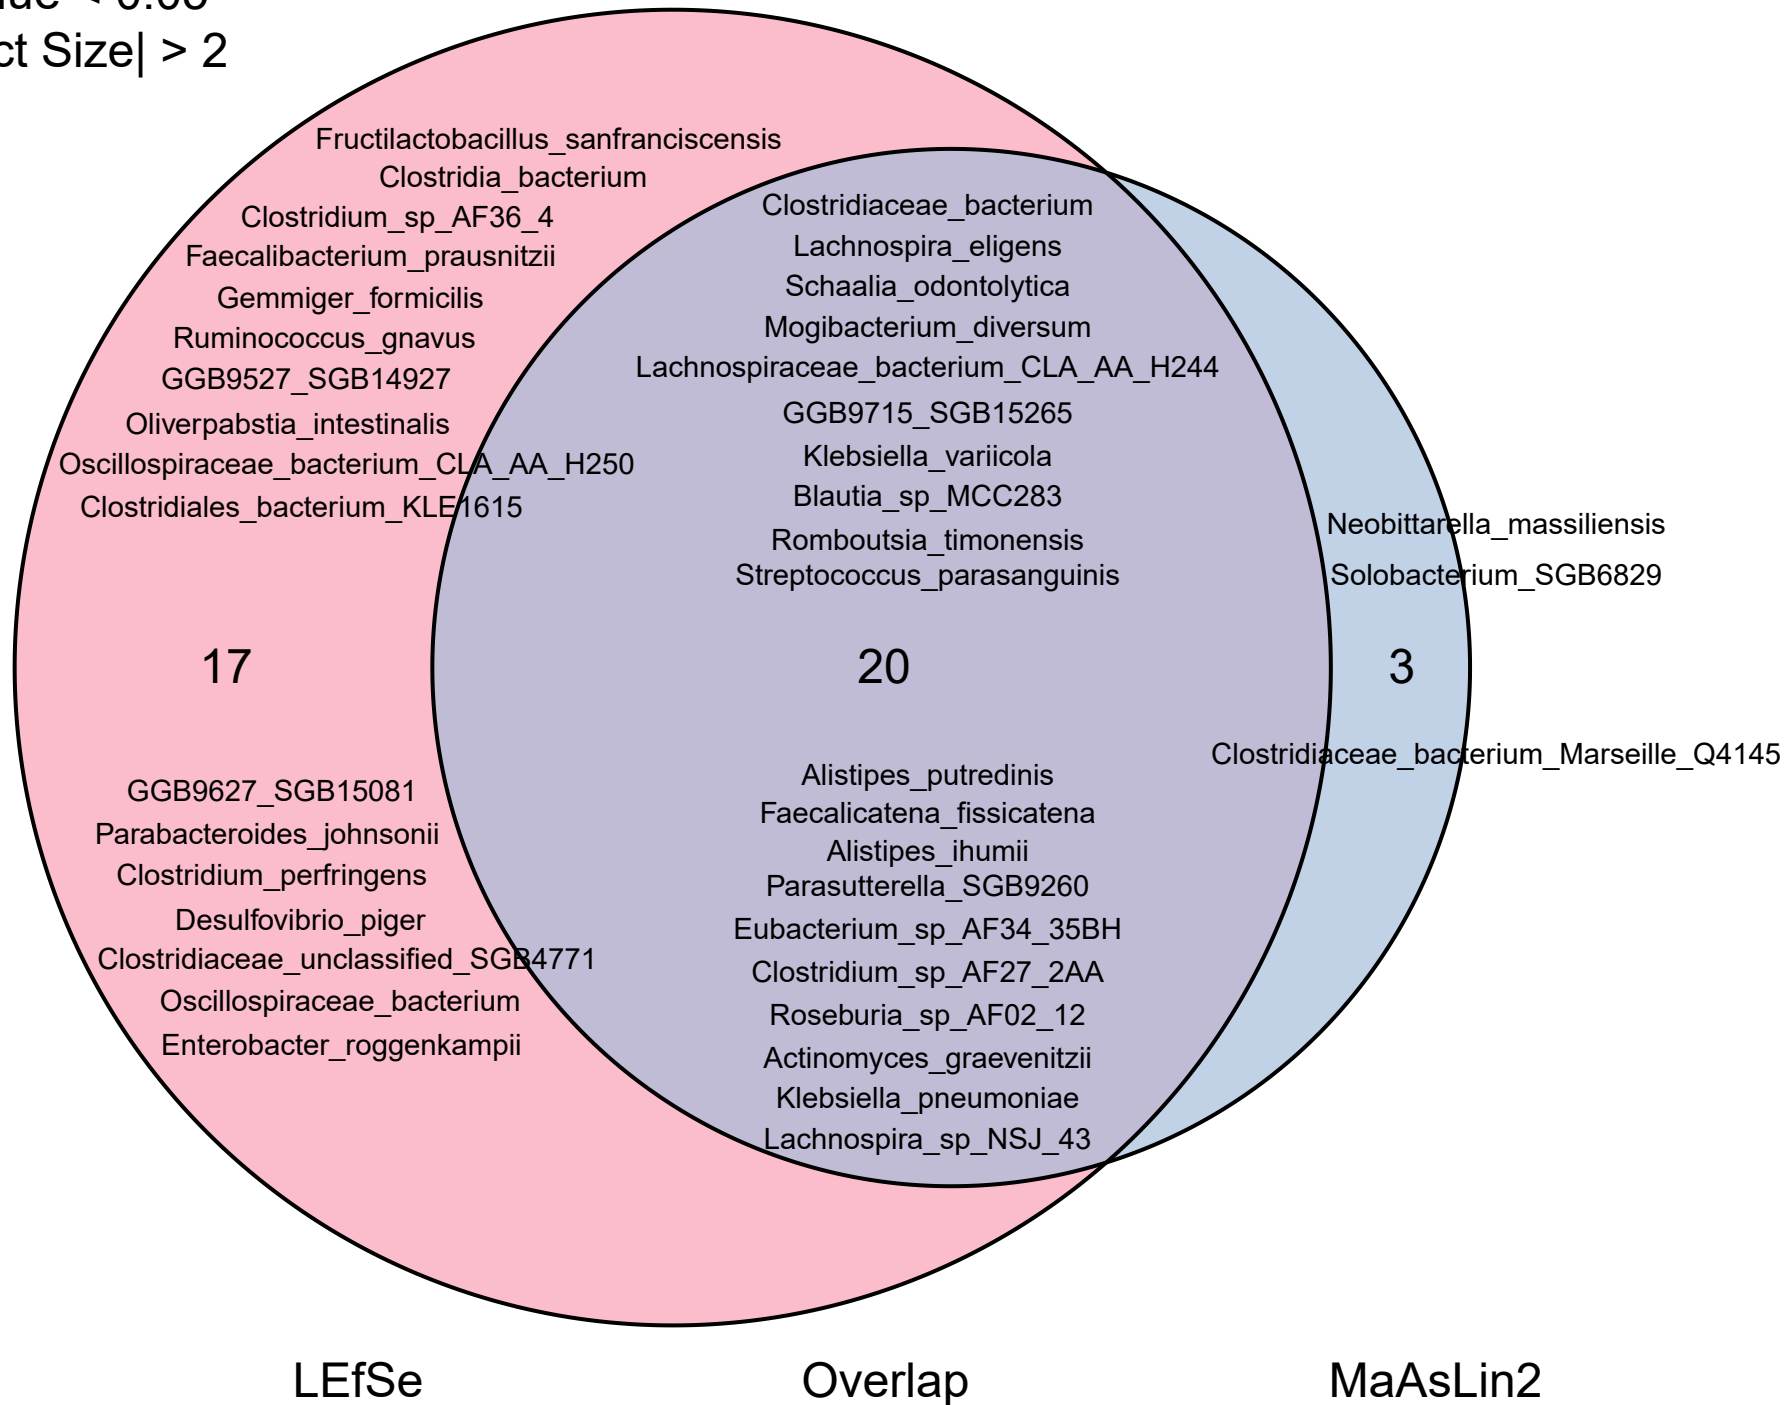 ct Size| > 2
Fructilactobacillus_sanfranciscensis
Clostridia_bacterium
Clostridium_sp_AF36_4
Faecalibacterium_prausnitzii
Gemmiger_formicilis
Ruminococcus_gnavus
GGB9527_SGB14927
Oliverpabstia_intestinalis
Oscillospiraceae_bacterium_CLA_AA_H250
Clostridiales_bacterium_KLE1615
17
GGB9627_SGB15081
Parabacteroides_johnsonii
Clostridium_perfringens
Desulfovibrio_piger
Clostridiaceae_unclassified_SGB4771
Oscillospiraceae_bacterium
Enterobacter_roggenkampii
Clostridiaceae_bacterium
Lachnospira_eligens
Schaalia_odontolytica
Mogibacterium_diversum
Lachnospiraceae_bacterium_CLA_AA_H244
GGB9715_SGB15265
Klebsiella_variicola
Blautia_sp_MCC283
Romboutsia_timonensis
Streptococcus_parasanguinis
20
Alistipes_putredinis
Faecalicatena_fissicatena
Alistipes_ihumii
Parasutterella_SGB9260
Eubacterium_sp_AF34_35BH
Clostridium_sp_AF27_2AA
Roseburia_sp_AF02_12
Actinomyces_graevenitzii
Klebsiella_pneumoniae
Lachnospira_sp_NSJ_43
Neobittarella_massiliensis
Solobacterium_SGB6829
3
Clostridiaceae_bacterium_Marseille_Q4145
LEfSe
Overlap
MaAsLin2